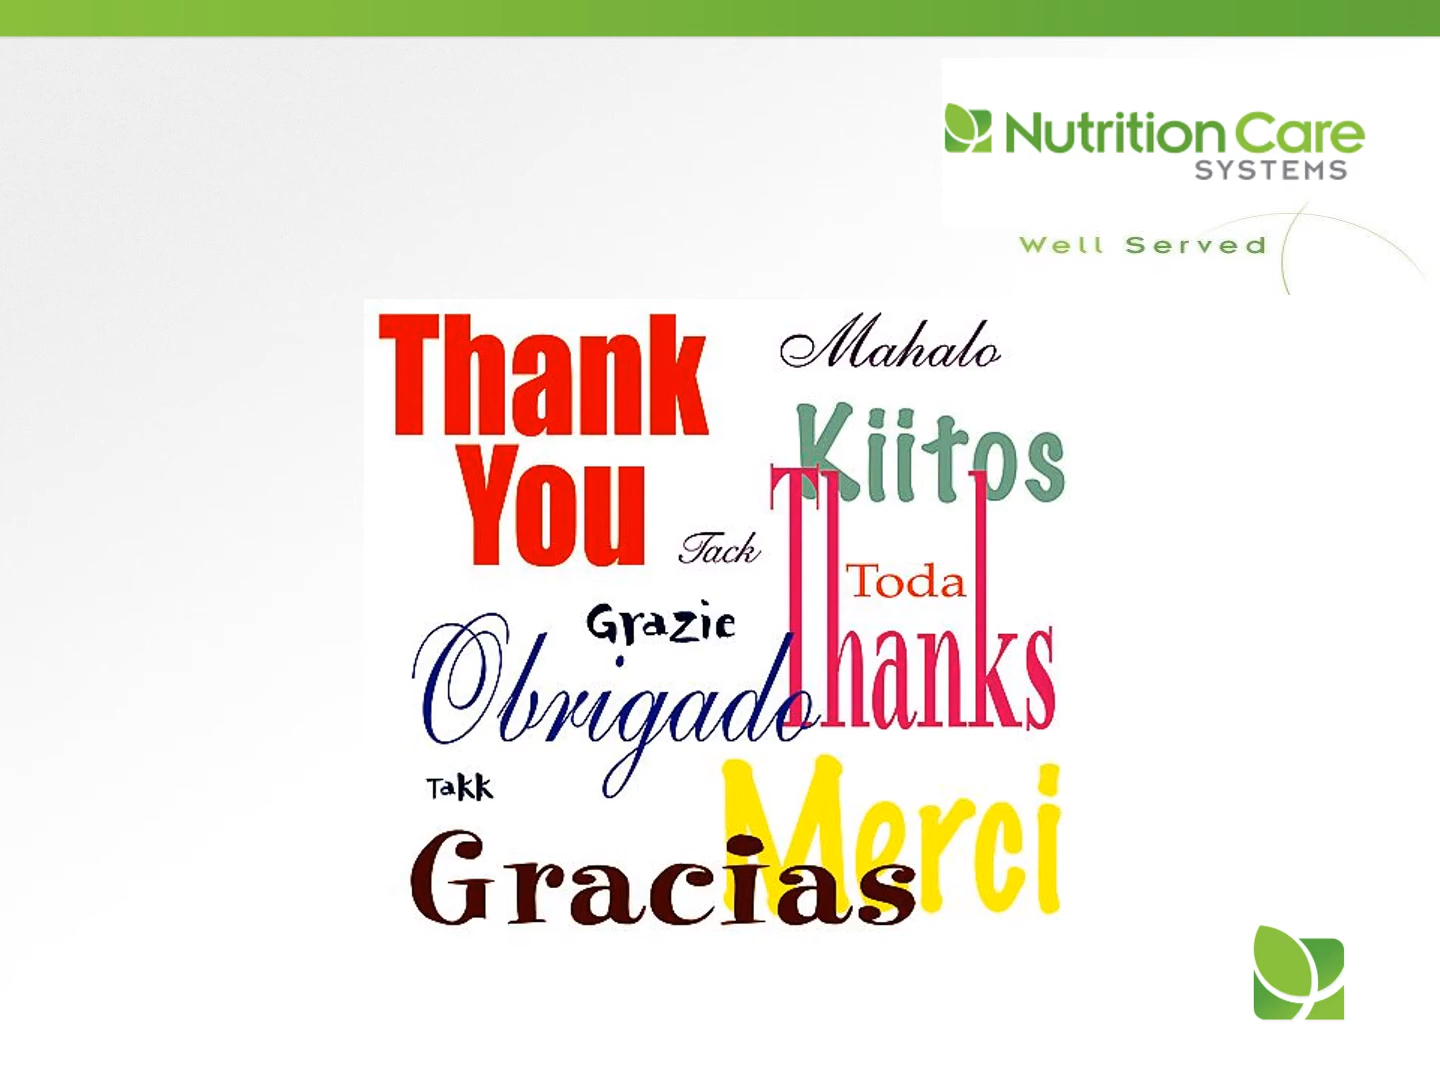 Nutrition Care
SYSTEMS
Well Served
Thank
You
Mahalo
Kiitos
Tack
Thanks
Toda
Grazie
Obrigado
Takk
Merci
Gracias